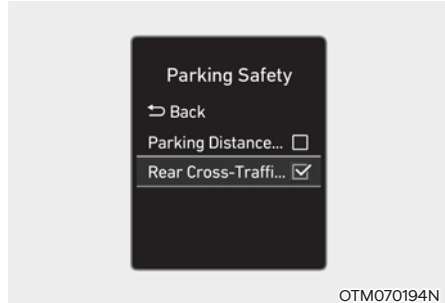 Parking Safety
Back
Parking Distance...
Rear Cross-Traffi...
OTM070194N